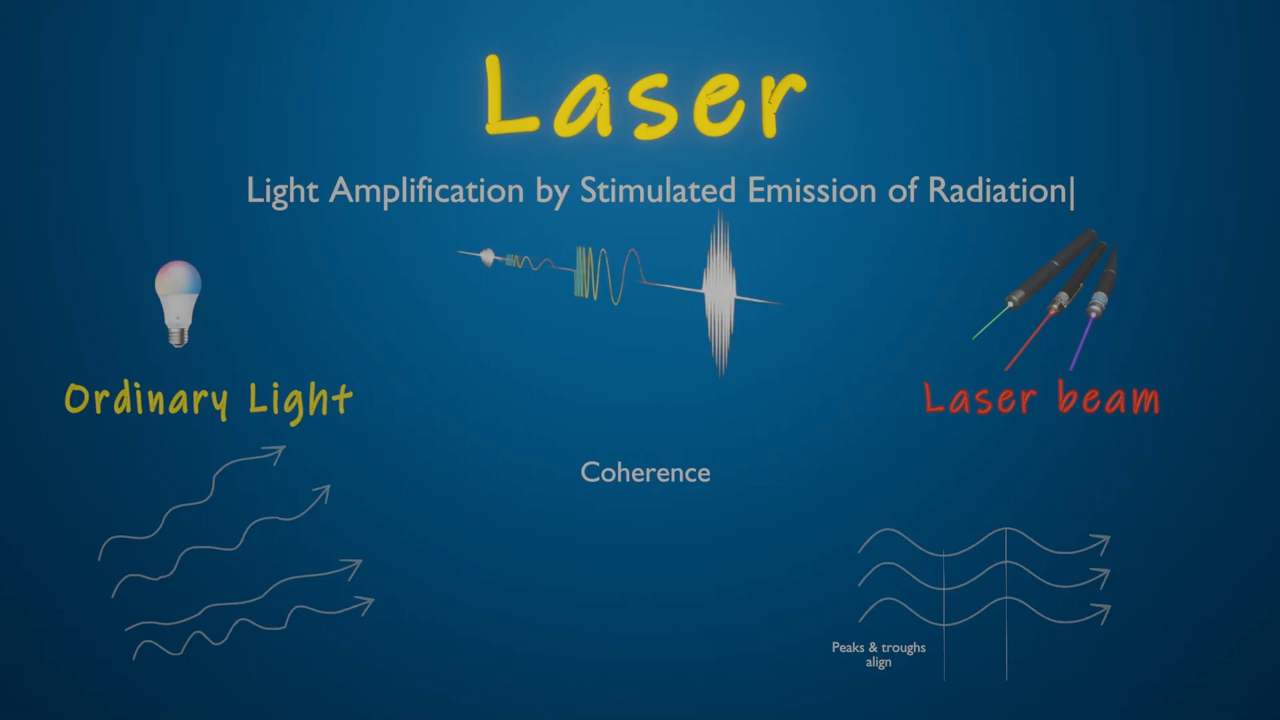 Laser
Light Amplification by Stimulated Emission of Radiation|
Ordinary Light
Laser beam
Coherence
Peaks & troughs
align